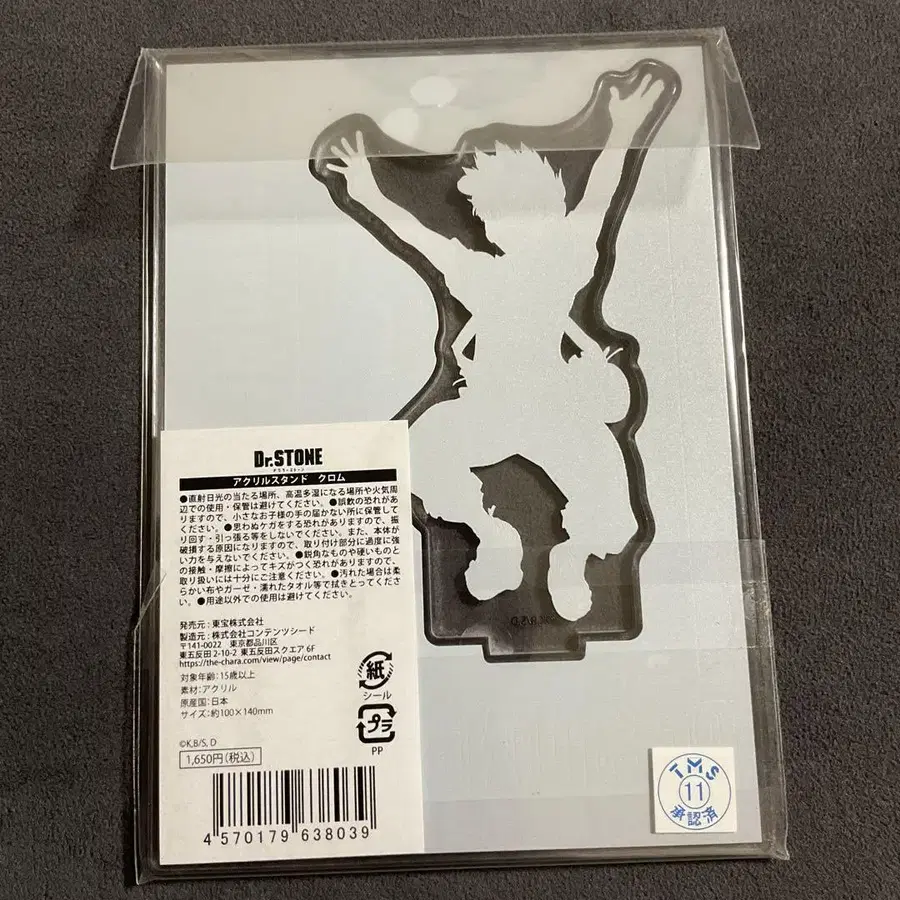 Dr.STONE
ドクターストーン
アクリルスタンド クロム
●直射日光の当たる場所、高温多湿になる場所や火気周
辺での使用・保管は避けてください。●誤飲の恐れがあ
りますので、小さなお子様の手の届かない所に保管して
ください。●思わぬケガをする恐れがありますので、振
り回す・引っ張る等をしないでください。また、本体が
破損する原因になりますので、取り付け部分に過度に強
い力を与えないでください。●鋭角なものや硬いものと
の接触・摩擦によってキズがつく恐れがありますので、
取り扱いには十分にご注意ください。●汚れた場合は柔
らかい布やガーゼ・濡れたタオル等で拭きとってくださ
い。●用途以外での使用は避けてください。
発売元:東宝株式会社
製造元:株式会社コンテンツシード
〒141-0022 東京都品川区
東五反田 2-10-2 東五反田スクエア 6F
https://the-chara.com/view/page/contact
対象年齢:15歳以上
素材:アクリル
原産国:日本
サイズ:約100×140mm
紙
シール
プラ
PP
©K,B/S, D
1,650円(税込)
4 570179 638039
TMS
11
承認済